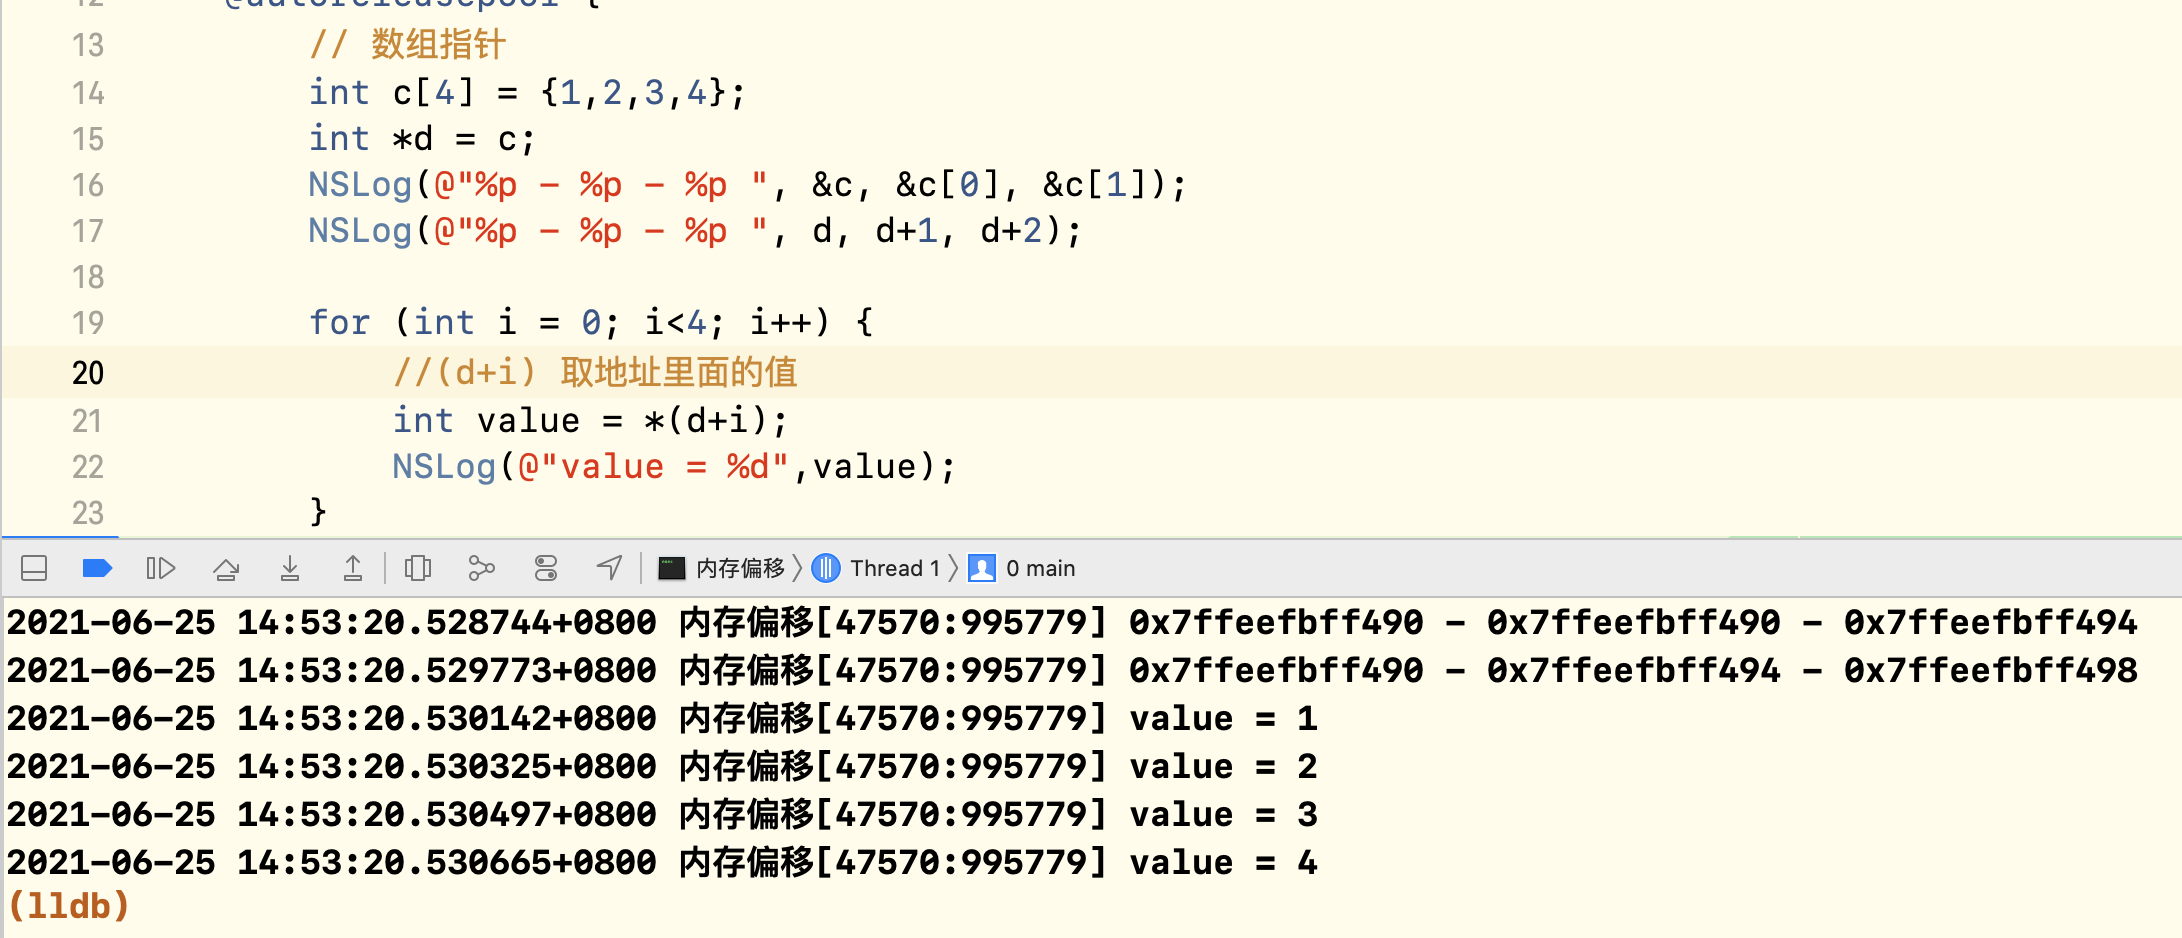 12 @autoreleasepool {
13 // 数组指针
14 int c[4] = {1,2,3,4};
15 int *d = c;
16 NSLog(@"%p - %p - %p ", &c, &c[0], &c[1]);
17 NSLog(@"%p - %p - %p ", d, d+1, d+2);
18
19 for (int i = 0; i<4; i++) {
20 //(d+i) 取地址里面的值
21 int value = *(d+i);
22 NSLog(@"value = %d",value);
23 }
内存偏移 〉 Thread 1 〉 0 main
2021-06-25 14:53:20.528744+0800 内存偏移[47570:995779] 0x7ffeefbff490 - 0x7ffeefbff490 - 0x7ffeefbff494
2021-06-25 14:53:20.529773+0800 内存偏移[47570:995779] 0x7ffeefbff490 - 0x7ffeefbff494 - 0x7ffeefbff498
2021-06-25 14:53:20.530142+0800 内存偏移[47570:995779] value = 1
2021-06-25 14:53:20.530325+0800 内存偏移[47570:995779] value = 2
2021-06-25 14:53:20.530497+0800 内存偏移[47570:995779] value = 3
2021-06-25 14:53:20.530665+0800 内存偏移[47570:995779] value = 4
(lldb)